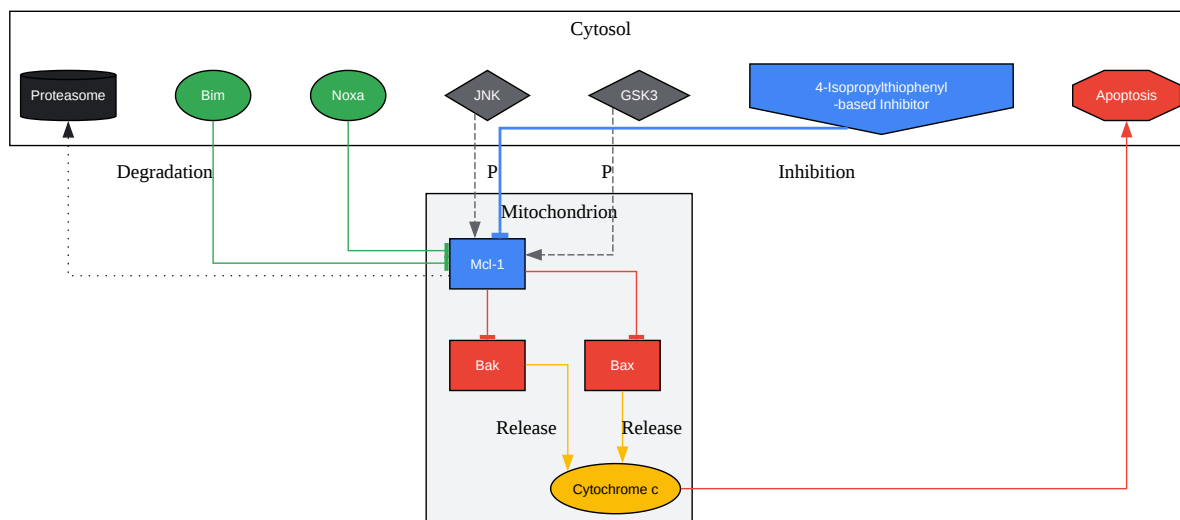 Cytosol
Proteasome
Bim
Noxa
JNK
GSK3
4-Isopropylthiophenyl
-based Inhibitor
Apoptosis
Degradation
P
P
Inhibition
Mitochondrion
Mcl-1
Bak
Bax
Release
Release
Cytochrome c